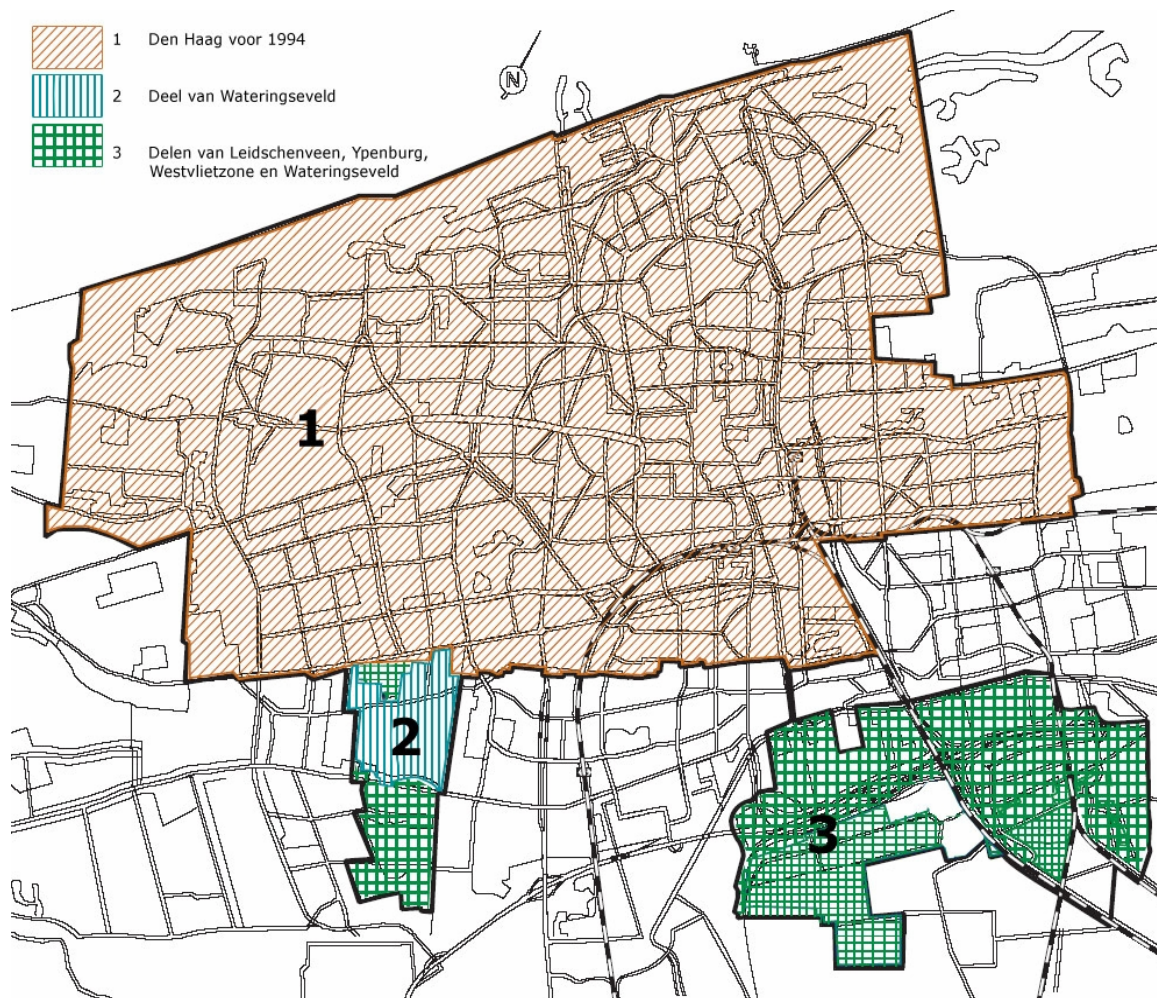 1 Den Haag voor 1994
2 Deel van Wateringseveld
3 Delen van Leidschenveen, Ypenburg,
Westvlietzone en Wateringseveld
N
1
2
3